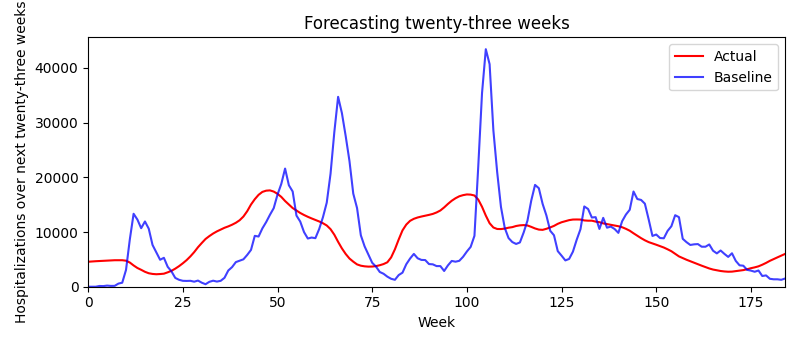 Forecasting twenty-three weeks
Hospitalizations over next twenty-three weeks
40000
30000
20000
10000
0
Actual
Baseline
0 25 50 75 100 125 150 175
Week